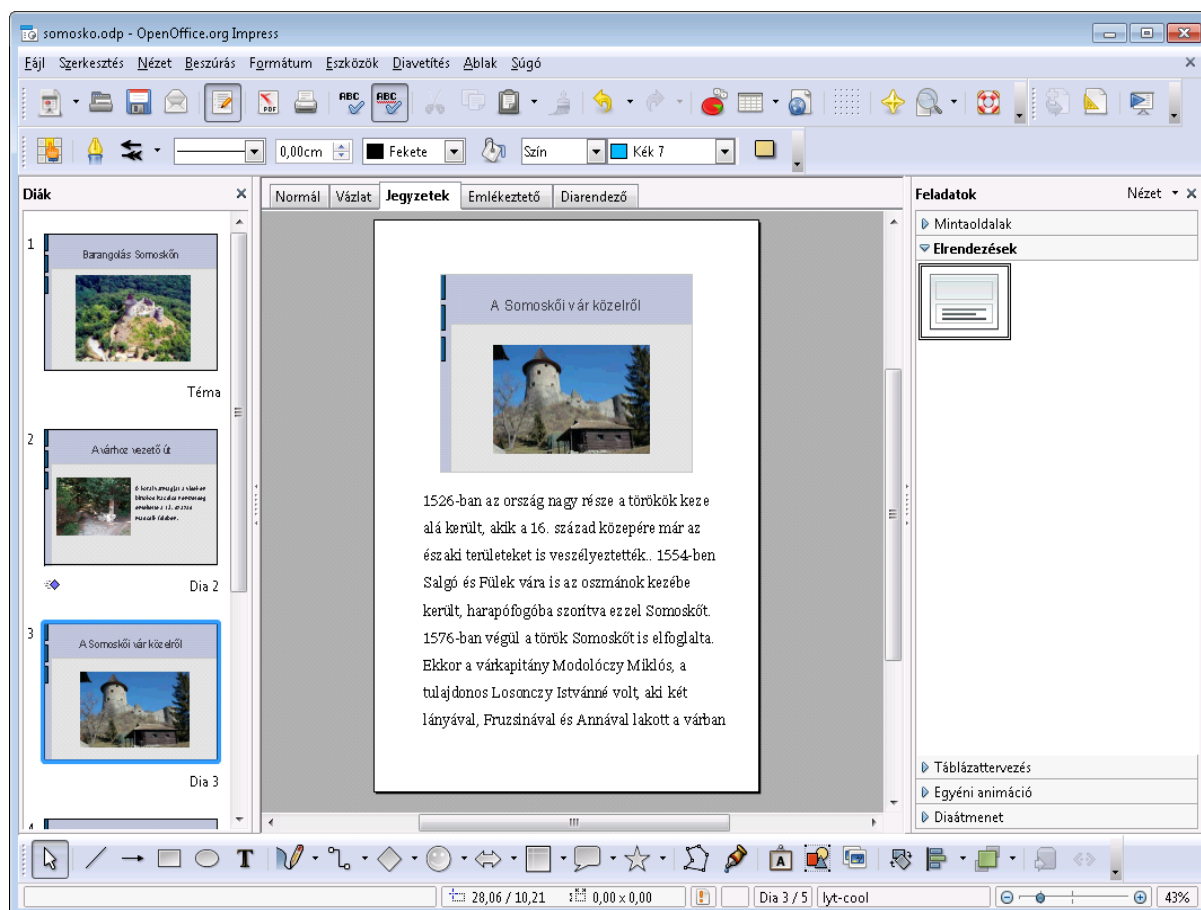 somosko.odp - OpenOffice.org Impress
Fájl Szerkesztés Nézet Beszúrás Formátum Eszközök Diavetítés Ablak Súgó
0,00cm Fekete Szín Kék 7
Diák
Normál Vázlat Jegyzetek Emlékeztető Diarendező
Feladatok Nézet
Mintaoldalak
Elrendezések
1
Barangolás Somoskőn
Téma
2
A várhoz vezető út
Dia 2
3
A Somoskői vár közelről
Dia 3
4
A Somoskői vár közelről
1526-ban az ország nagy része a törökök keze
alá került, akik a 16. század közepére már az
északi területeket is veszélyeztették.. 1554-ben
Salgó és Fülek vára is az oszmánok kezébe
került, harapófogóba szorítva ezzel Somoskőt.
1576-ban végül a török Somoskőt is elfoglalta.
Ekkor a várkapitány Modolóczy Miklós, a
tulajdonos Losonczy Istvánné volt, aki két
lányával, Fruzsinával és Annával lakott a várban
Táblázattervezés
Egyéni animáció
Diaátmenet
28,06 / 10,21 0,00 x 0,00 Dia 3 / 5 lyt-cool 43%